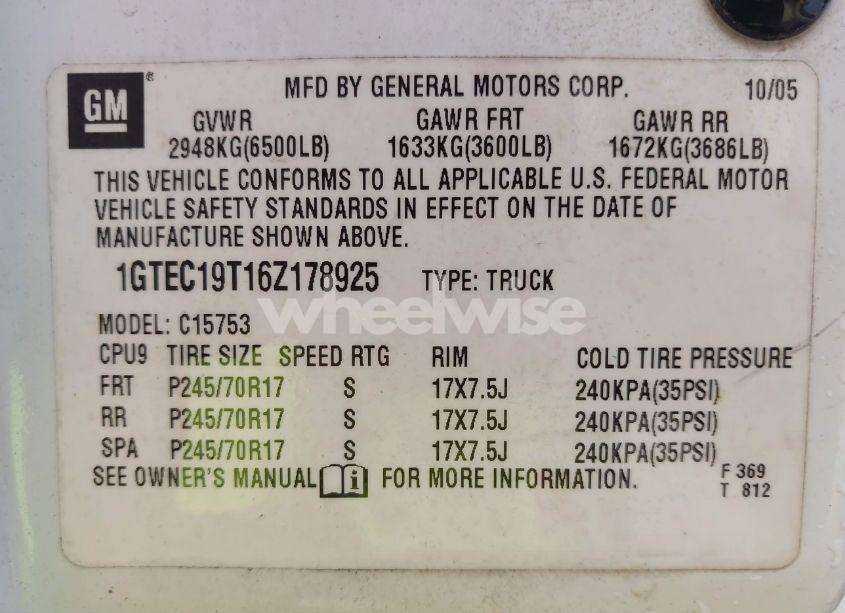 GM ® MFD BY GENERAL MOTORS CORP. 10/05
GVWR GAWR FRT GAWR RR
2948KG(6500LB) 1633KG(3600LB) 1672KG(3686LB)
THIS VEHICLE CONFORMS TO ALL APPLICABLE U.S. FEDERAL MOTOR
VEHICLE SAFETY STANDARDS IN EFFECT ON THE DATE OF
MANUFACTURE SHOWN ABOVE.
1GTEC19T16Z178925 TYPE: TRUCK
wheelwise
MODEL: C15753
CPU9 TIRE SIZE SPEED RTG RIM COLD TIRE PRESSURE
FRT P245/70R17 S 17X7.5J 240KPA(35PSI)
RR P245/70R17 S 17X7.5J 240KPA(35PSI)
SPA P245/70R17 S 17X7.5J 240KPA(35PSI)
SEE OWNER'S MANUAL i FOR MORE INFORMATION. F 369
T 812